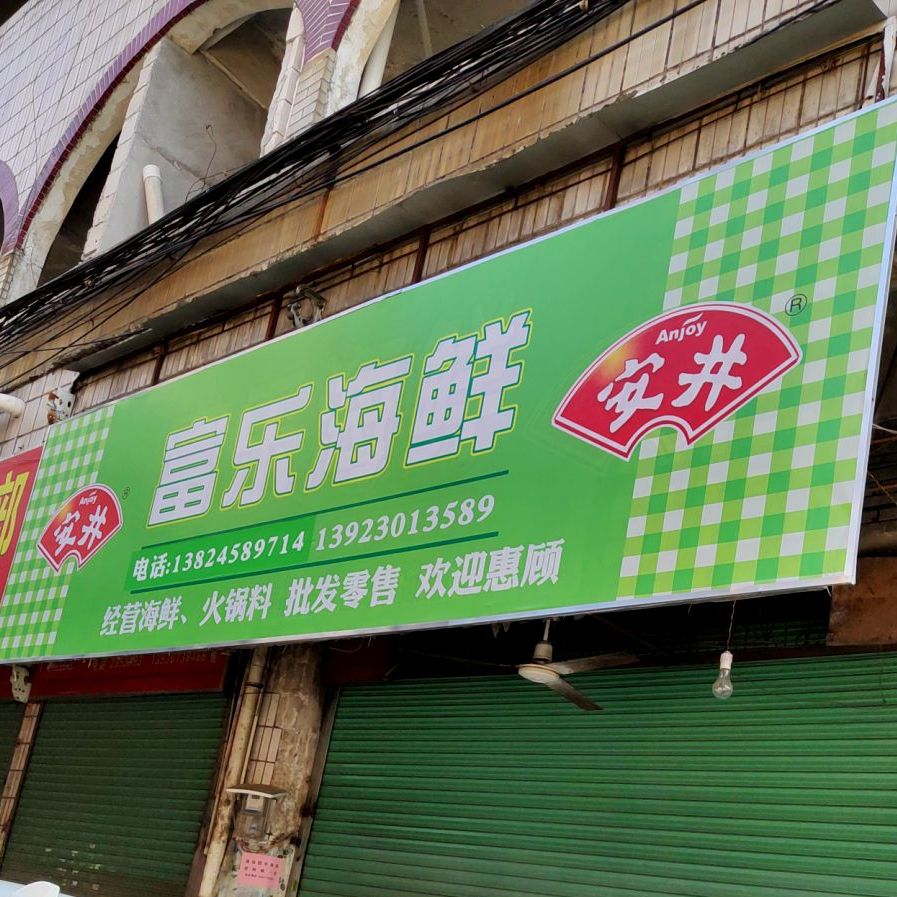 富乐海鲜
Anjoy
安井
®
Anjoy
安井
®
电话:13824589714 13923013589
经营海鲜、火锅料 批发零售 欢迎惠顾
部